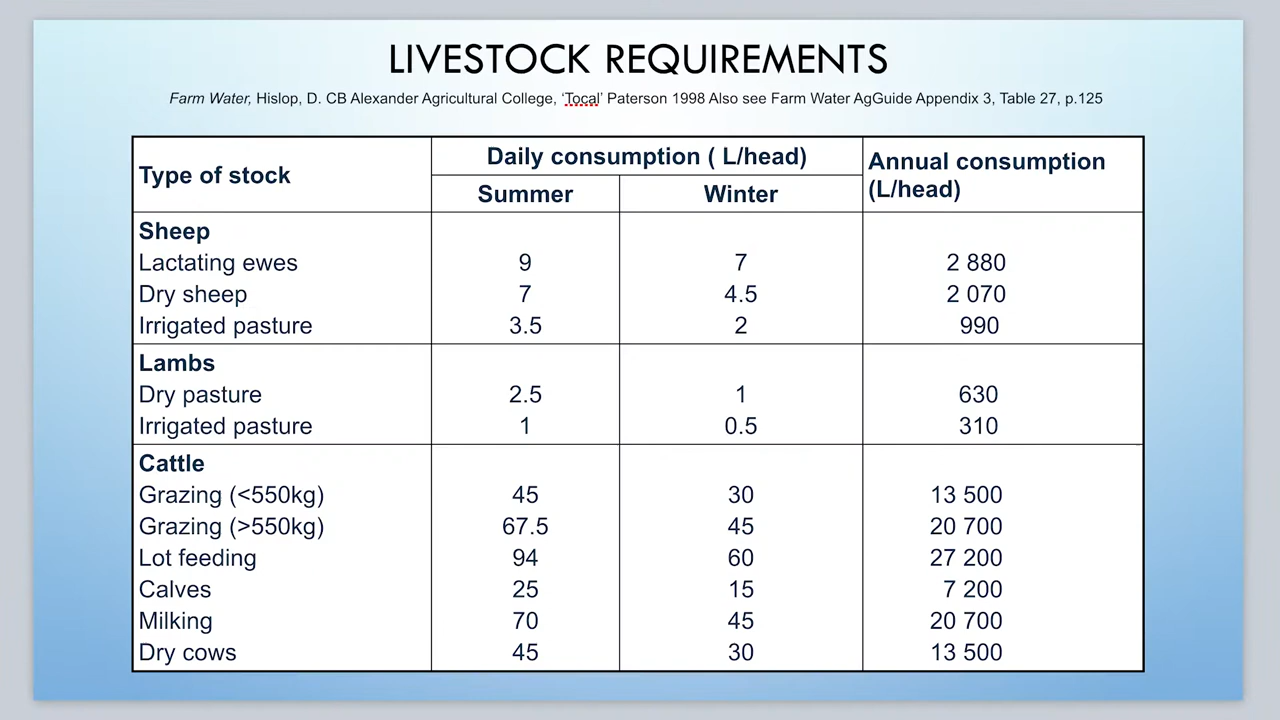 LIVESTOCK REQUIREMENTS
Farm Water, Hislop, D. CB Alexander Agricultural College, ‘Tocal’ Paterson 1998 Also see Farm Water AgGuide Appendix 3, Table 27, p.125
Type of stock Daily consumption ( L/head) Annual consumption (L/head)
Summer Winter
Sheep
Lactating ewes 9 7 2 880
Dry sheep 7 4.5 2 070
Irrigated pasture 3.5 2 990
Lambs
Dry pasture 2.5 1 630
Irrigated pasture 1 0.5 310
Cattle
Grazing (<550kg) 45 30 13 500
Grazing (>550kg) 67.5 45 20 700
Lot feeding 94 60 27 200
Calves 25 15 7 200
Milking 70 45 20 700
Dry cows 45 30 13 500